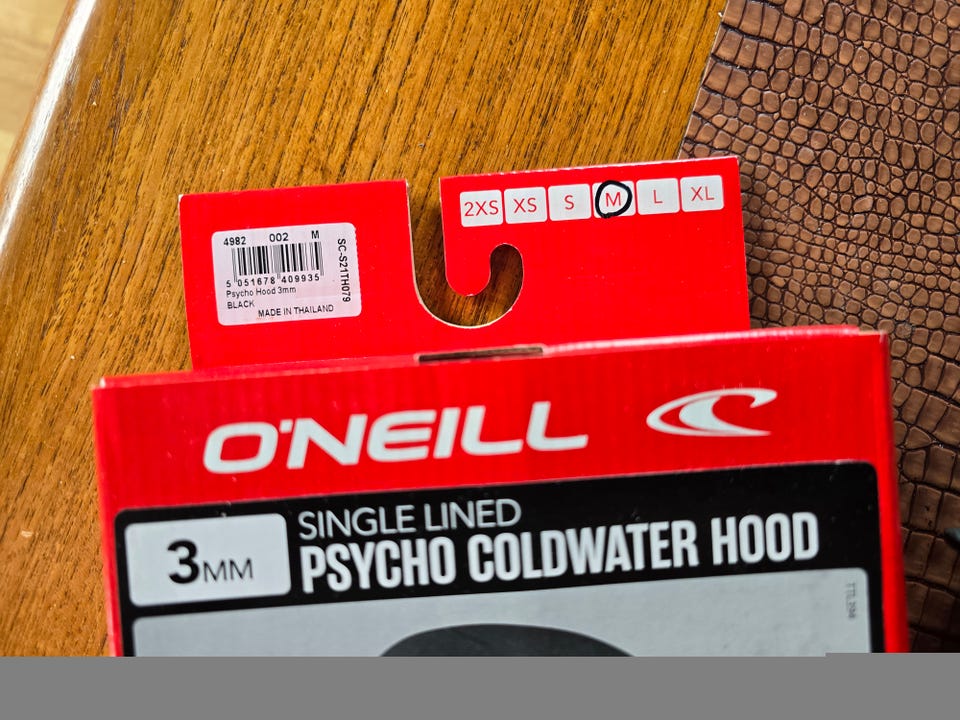 4982 002 M
5 051678 409935
Psycho Hood 3mm
BLACK
MADE IN THAILAND
SC-S21TH079
2XS XS S M L XL
O'NEILL
3MM
SINGLE LINED
PSYCHO COLDWATER HOOD